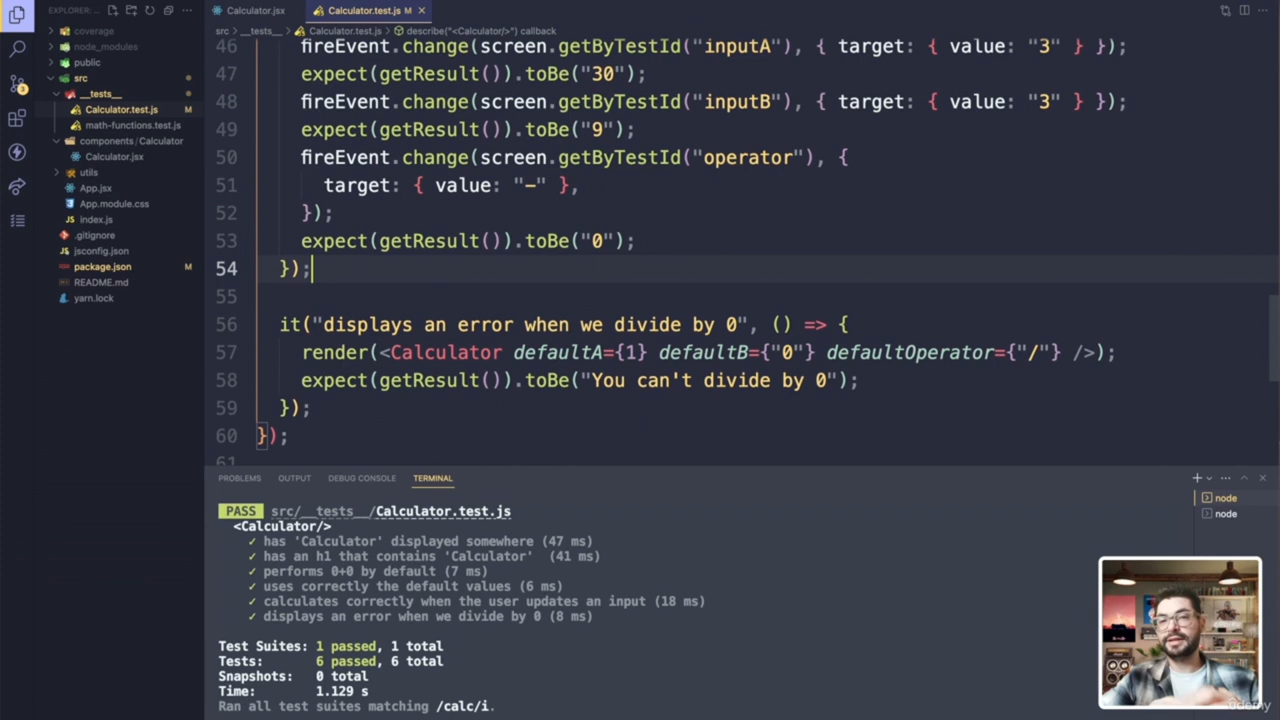 EXPLORER: ...
Calculator.jsx
Calculator.test.js M
coverage
node_modules
public
src
__tests__
Calculator.test.js M
math-functions.test.js
components/Calculator
Calculator.jsx
utils
App.jsx
App.module.css
index.js
.gitignore
jsconfig.json
package.json M
README.md
yarn.lock
3
src > __tests__ > Calculator.test.js > describe("<Calculator/>") callback
46 fireEvent.change(screen.getByTestId("inputA"), { target: { value: "3" } });
47 expect(getResult()).toBe("30");
48 fireEvent.change(screen.getByTestId("inputB"), { target: { value: "3" } });
49 expect(getResult()).toBe("9");
50 fireEvent.change(screen.getByTestId("operator"), {
51 target: { value: "-" },
52 });
53 expect(getResult()).toBe("0");
54 });
55
56 it("displays an error when we divide by 0", () => {
57 render(<Calculator defaultA={1} defaultB={"0"} defaultOperator={"/"} />);
58 expect(getResult()).toBe("You can't divide by 0");
59 });
60 });
61
PROBLEMS OUTPUT DEBUG CONSOLE TERMINAL
node
node
PASS src/__tests__/Calculator.test.js
<Calculator/>
✓ has 'Calculator' displayed somewhere (47 ms)
✓ has an h1 that contains 'Calculator' (41 ms)
✓ performs 0+0 by default (7 ms)
✓ uses correctly the default values (6 ms)
✓ calculates correctly when the user updates an input (18 ms)
✓ displays an error when we divide by 0 (8 ms)
Test Suites: 1 passed, 1 total
Tests: 6 passed, 6 total
Snapshots: 0 total
Time: 1.129 s
Ran all test suites matching /calc/i.
ûdemy